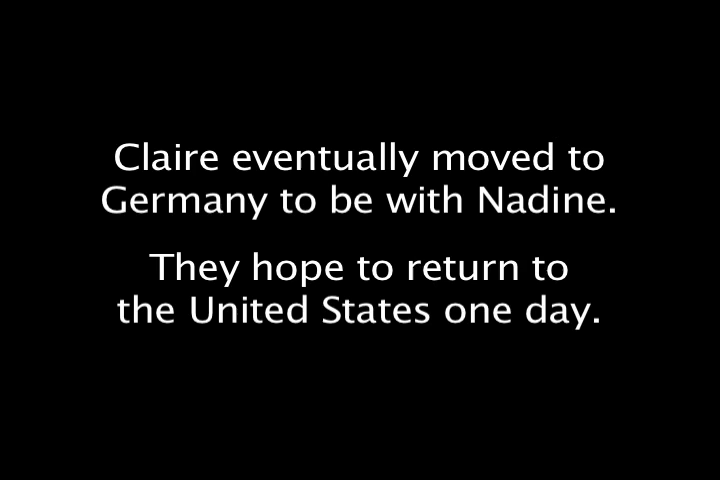 Claire eventually moved to
Germany to be with Nadine.
They hope to return to
the United States one day.